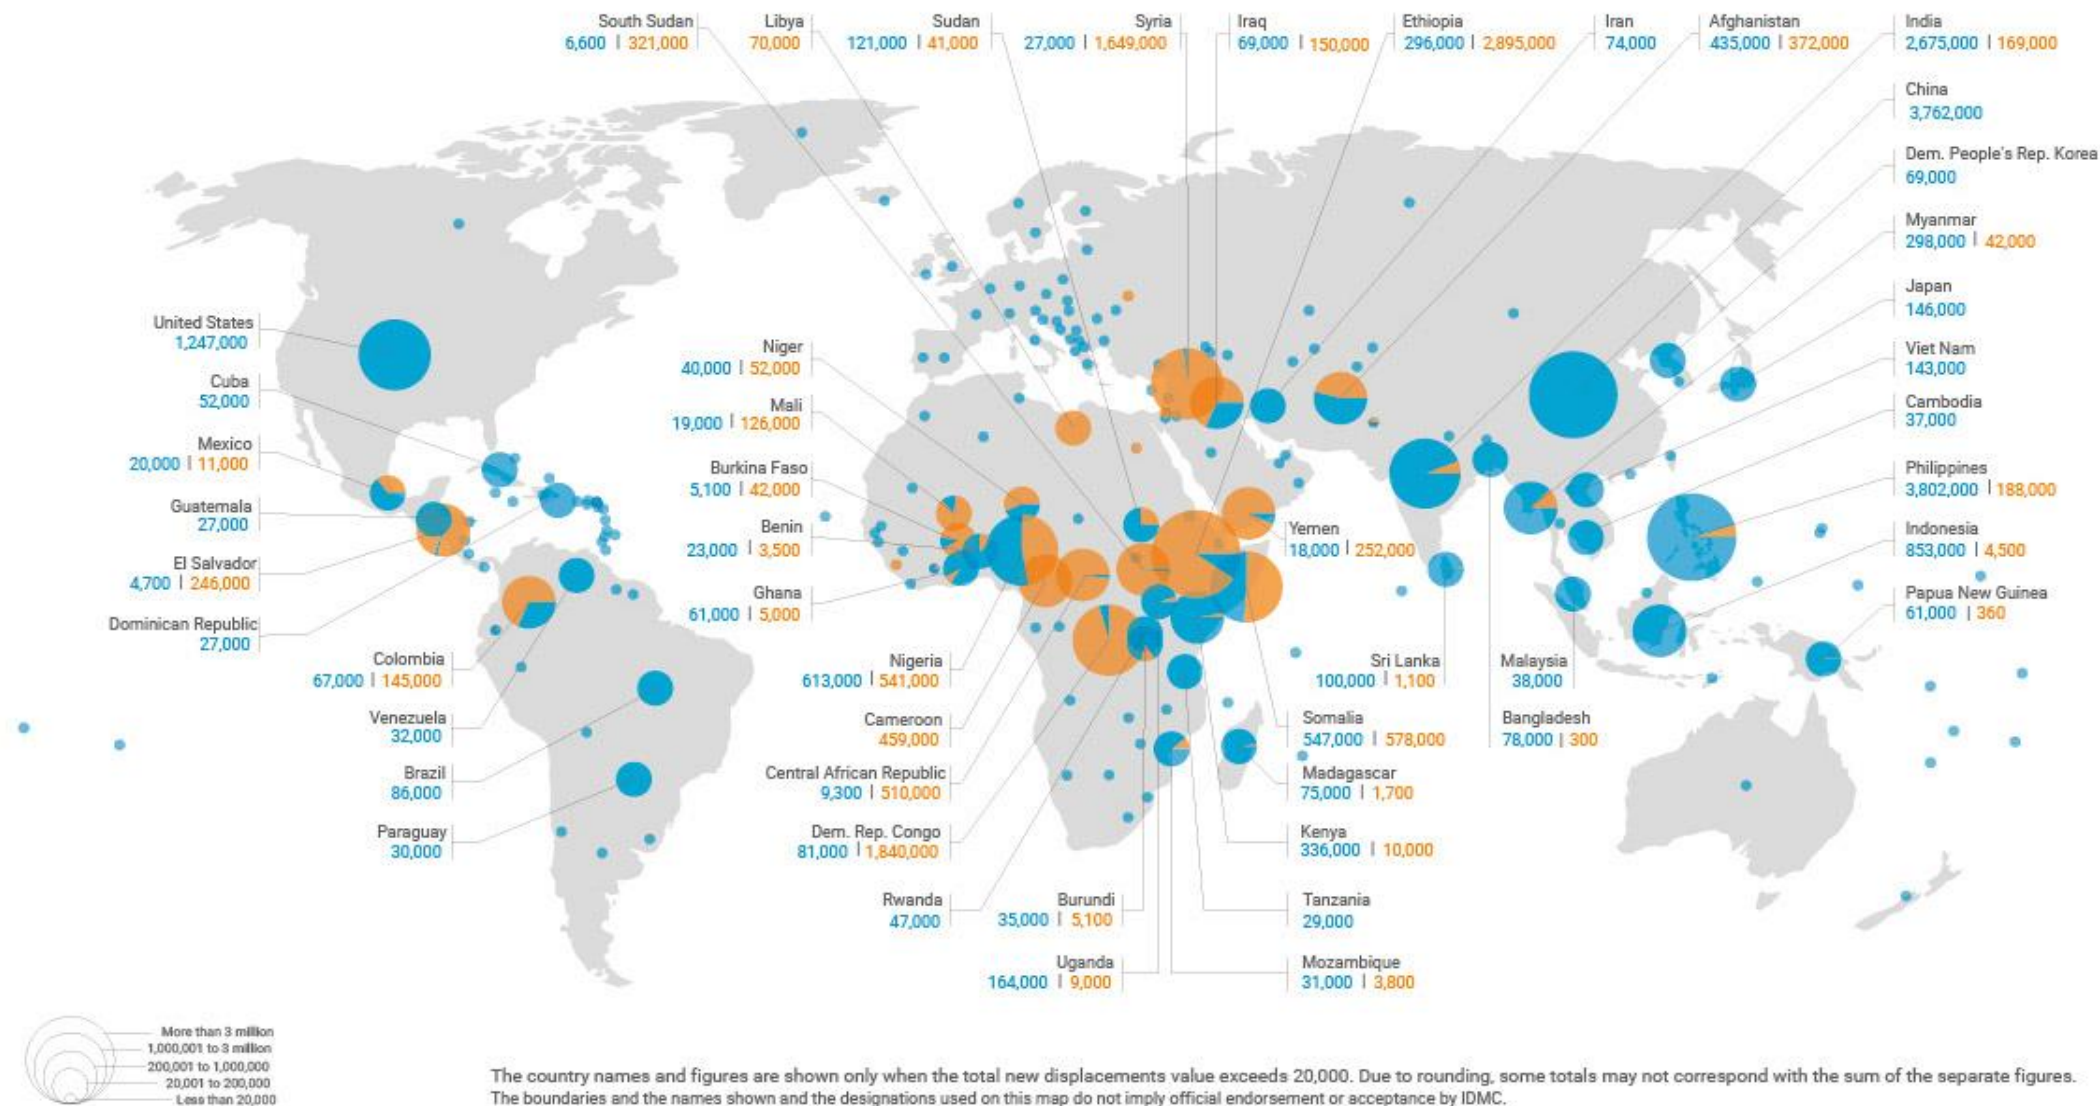 South Sudan
6,600 | 321,000
Libya
70,000
Sudan
121,000 | 41,000
Syria
27,000 | 1,649,000
Iraq
69,000 | 150,000
Ethiopia
296,000 | 2,895,000
Iran
74,000
Afghanistan
435,000 | 372,000
India
2,675,000 | 169,000
China
3,762,000
Dem. People's Rep. Korea
69,000
Myanmar
298,000 | 42,000
Japan
146,000
Viet Nam
143,000
Cambodia
37,000
Philippines
3,802,000 | 188,000
Indonesia
853,000 | 4,500
Papua New Guinea
61,000 | 360
United States
1,247,000
Cuba
52,000
Mexico
20,000 | 11,000
Guatemala
27,000
El Salvador
4,700 | 246,000
Dominican Republic
27,000
Colombia
67,000 | 145,000
Venezuela
32,000
Brazil
86,000
Paraguay
30,000
Niger
40,000 | 52,000
Mali
19,000 | 126,000
Burkina Faso
5,100 | 42,000
Benin
23,000 | 3,500
Ghana
61,000 | 5,000
Nigeria
613,000 | 541,000
Cameroon
459,000
Central African Republic
9,300 | 510,000
Dem. Rep. Congo
81,000 | 1,840,000
Rwanda
47,000
Burundi
35,000 | 5,100
Uganda
164,000 | 9,000
Yemen
18,000 | 252,000
Sri Lanka
100,000 | 1,100
Malaysia
38,000
Somalia
547,000 | 578,000
Bangladesh
78,000 | 300
Madagascar
75,000 | 1,700
Kenya
336,000 | 10,000
Tanzania
29,000
Mozambique
31,000 | 3,800
More than 3 million
1,000,001 to 3 million
200,001 to 1,000,000
20,001 to 200,000
Less than 20,000
The country names and figures are shown only when the total new displacements value exceeds 20,000. Due to rounding, some totals may not correspond with the sum of the separate figures.
The boundaries and the names shown and the designations used on this map do not imply official endorsement or acceptance by IDMC.